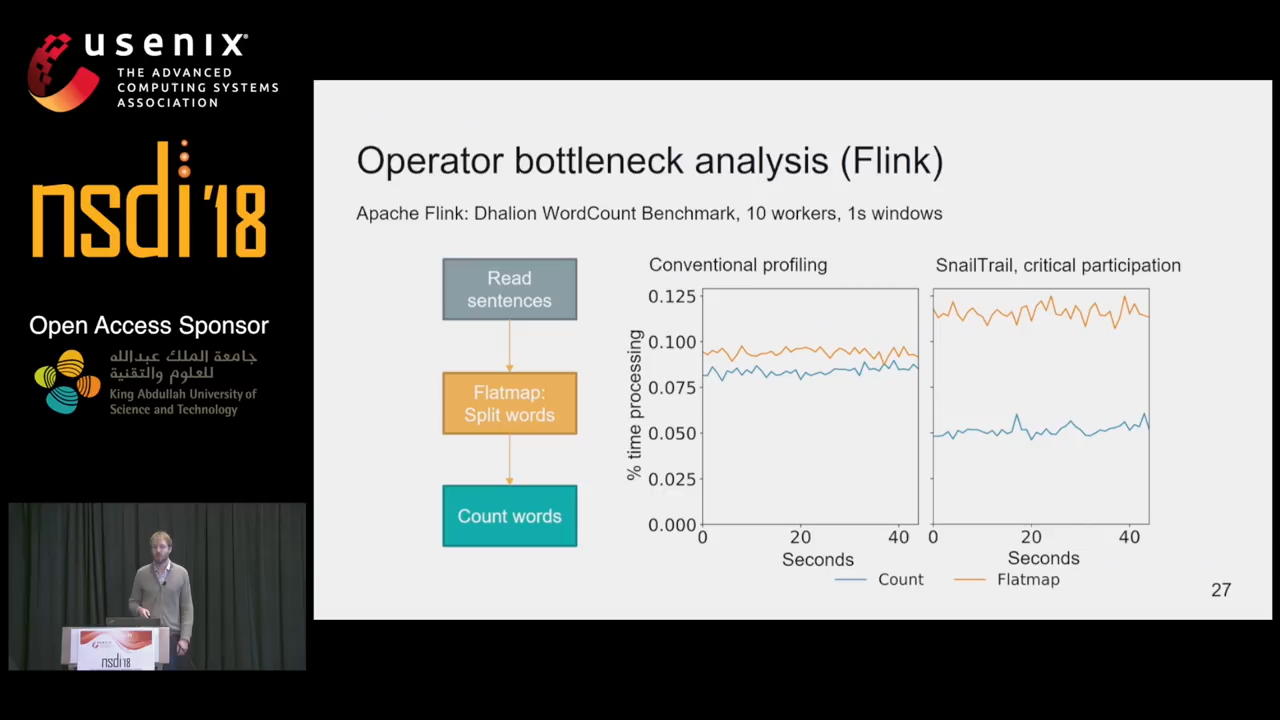 usenix
THE ADVANCED
COMPUTING SYSTEMS
ASSOCIATION
nsdi '18
Open Access Sponsor
جامعة الملك عبدالله
للعلوم والتقنية
King Abdullah University of
Science and Technology
Operator bottleneck analysis (Flink)
Apache Flink: Dhalion WordCount Benchmark, 10 workers, 1s windows
Read
sentences
Flatmap:
Split words
Count words
Conventional profiling
% time processing
0.125
0.100
0.075
0.050
0.025
0.000
0 20 40
Seconds
SnailTrail, critical participation
0 20 40
Seconds
Count Flatmap
27
usenix
nsdi'18